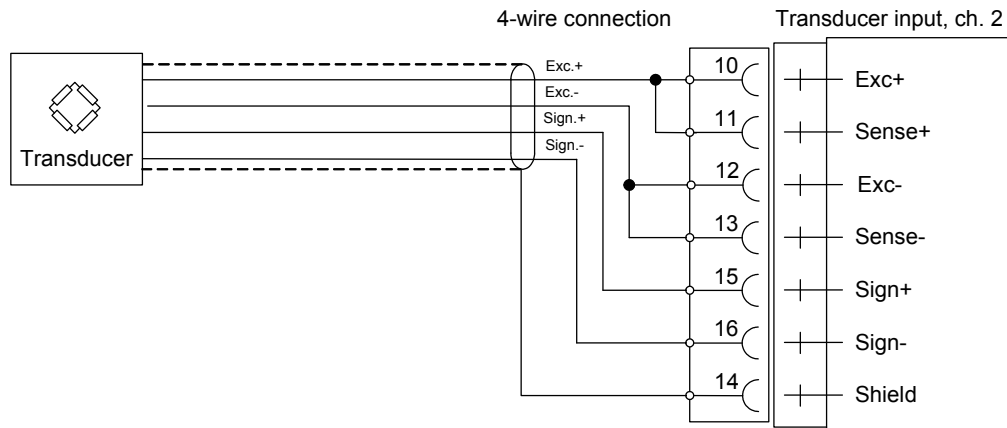 4-wire connection
Transducer input, ch. 2
Transducer
Exc.+
Exc.-
Sign.+
Sign.-
10
Exc+
11
Sense+
12
Exc-
13
Sense-
15
Sign+
16
Sign-
14
Shield